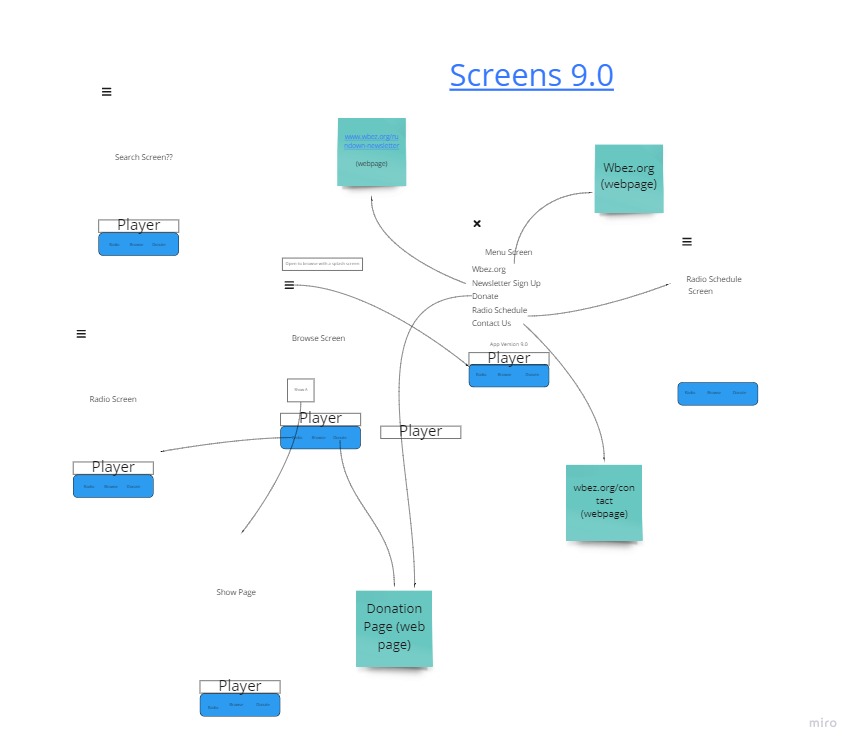 Screens 9.0
Search Screen??
Player
Radio Browse Donate
www.wbez.org/ru
ndown-newsletter
(webpage)
Wbez.org
(webpage)
Menu Screen
Wbez.org
Newsletter Sign Up
Donate
Radio Schedule
Contact Us
App Version 9.0
Player
Radio Browse Donate
Radio Schedule
Screen
Radio Browse Donate
Open to browse with a splash screen
Browse Screen
Show A
Player
Radio Browse Donate
Player
Radio Screen
Player
Radio Browse Donate
wbez.org/con
tact
(webpage)
Show Page
Player
Radio Browse Donate
Donation
Page (web
page)
miro